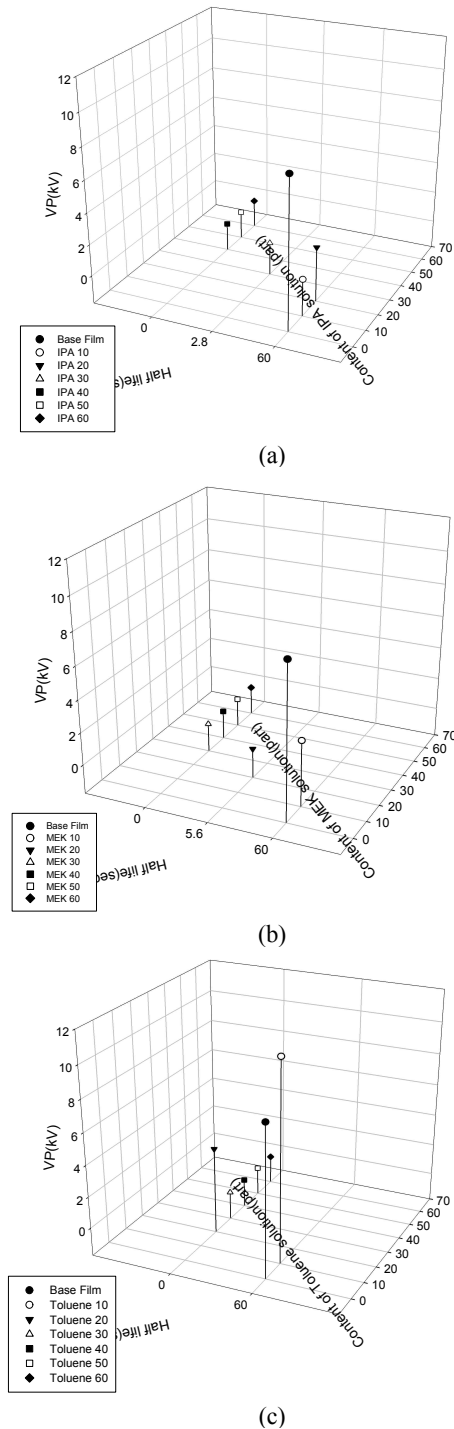 12
10
8
6
4
2
0
VP(kV)
70
60
50
40
30
20
10
0
Content of IPA solution (part)
0
2.8
60
Half life(s
Base Film
IPA 10
IPA 20
IPA 30
IPA 40
IPA 50
IPA 60
(a)
12
10
8
6
4
2
0
VP(kV)
70
60
50
40
30
20
10
0
Content of MEK solution(part)
0
5.6
60
Half life(sec
Base Film
MEK 10
MEK 20
MEK 30
MEK 40
MEK 50
MEK 60
(b)
12
10
8
6
4
2
0
VP(kV)
70
60
50
40
30
20
10
0
Content of Toluene solution(part)
0
60
Half life(s
Base Film
Toluene 10
Toluene 20
Toluene 30
Toluene 40
Toluene 50
Toluene 60
(c)